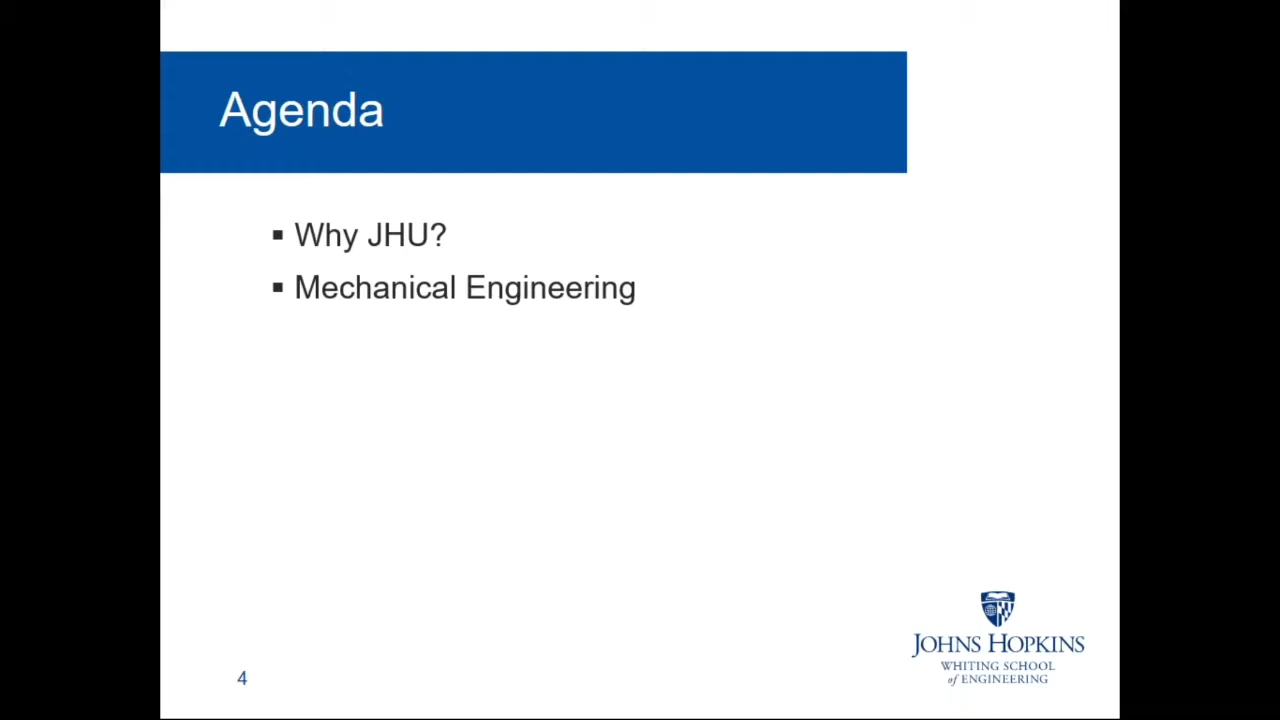 Agenda
▪ Why JHU?
▪ Mechanical Engineering
JOHNS HOPKINS
WHITING SCHOOL
of ENGINEERING
4